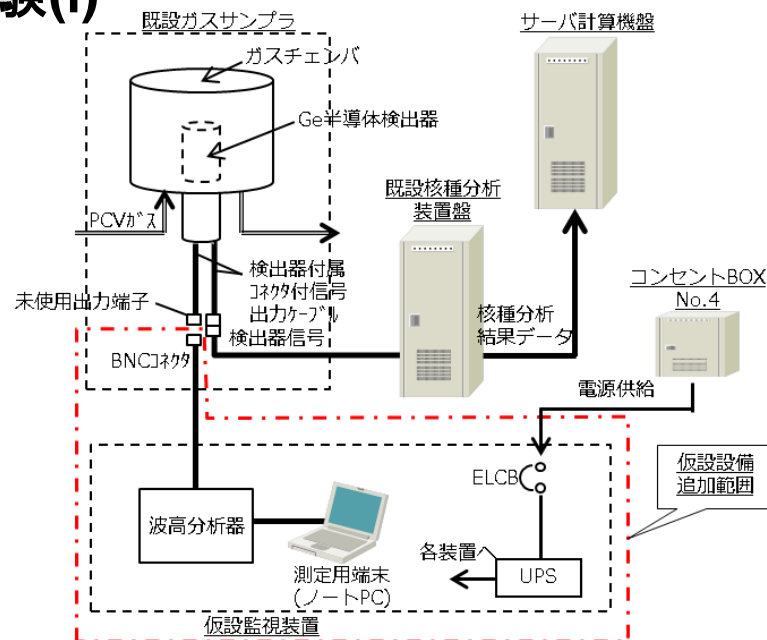 験(I)
既設ガスサンプラ
サーバ計算機盤
ガスチェンバ
Ge半導体検出器
既設核種分析
装置盤
PCVｶﾞｽ
検出器付属
ｺﾈｸﾀ付信号
出力ｹｰﾌﾞﾙ
未使用出力端子
検出器信号
BNCｺﾈｸﾀ
核種分析
結果データ
コンセントBOX
No.4
電源供給
ELCB
仮設設備
追加範囲
波高分析器
測定用端末
(ノートPC)
各装置へ
UPS
仮設監視装置